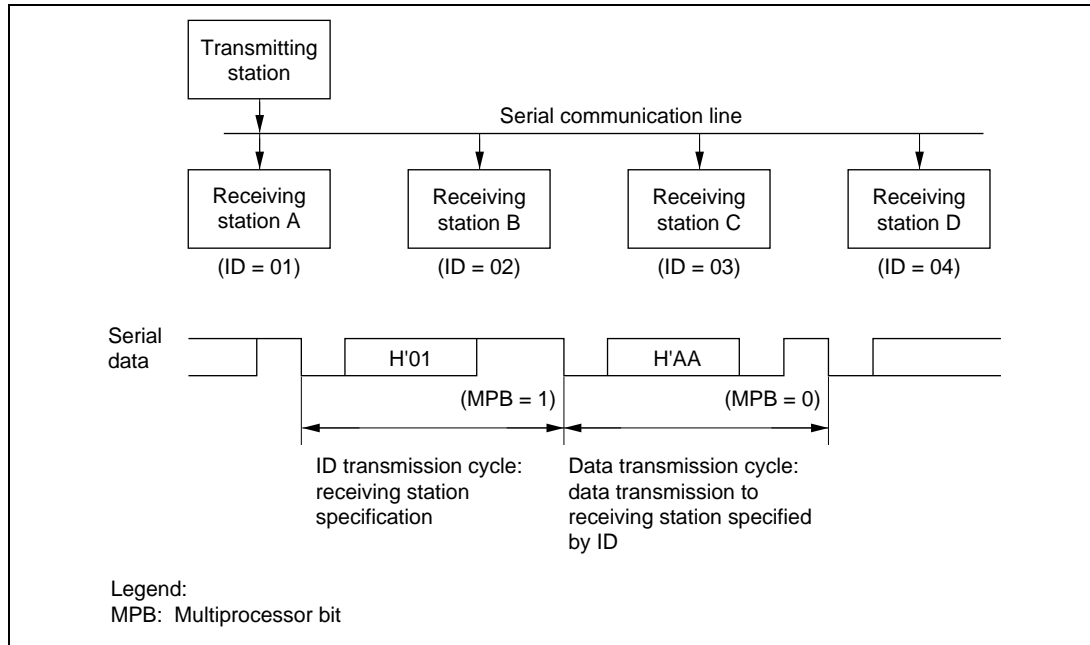 Transmitting
station
Serial communication line
Receiving
station A
Receiving
station B
Receiving
station C
Receiving
station D
(ID = 01)
(ID = 02)
(ID = 03)
(ID = 04)
Serial
data
H'01
H'AA
(MPB = 1)
(MPB = 0)
ID transmission cycle:
receiving station
specification
Data transmission cycle:
data transmission to
receiving station specified
by ID
Legend:
MPB: Multiprocessor bit